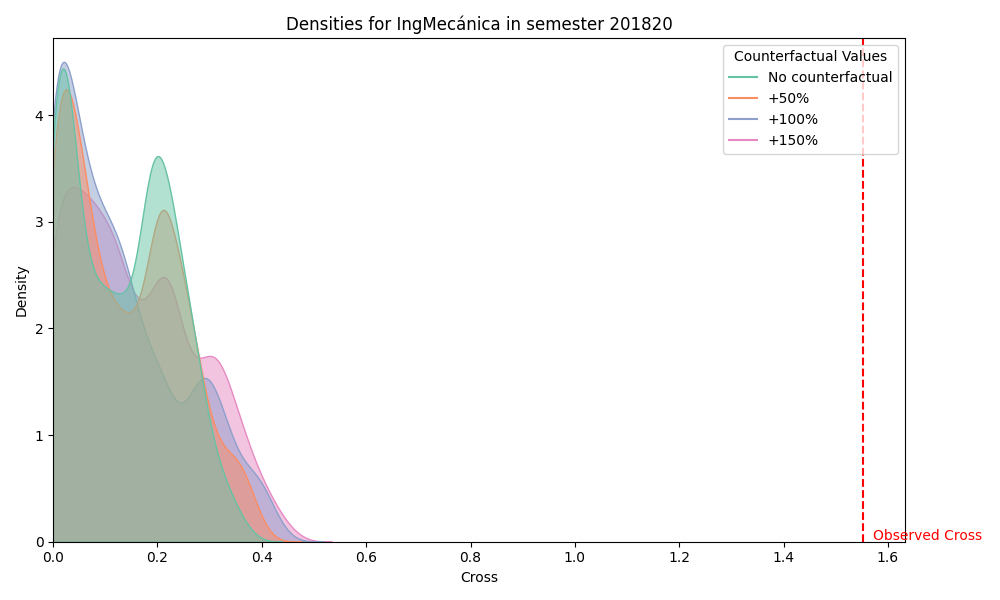 Densities for IngMecánica in semester 201820
Counterfactual Values
No counterfactual
+50%
+100%
+150%
Density
4
3
2
1
0
Observed Cross
0.0 0.2 0.4 0.6 0.8 1.0 1.2 1.4 1.6
Cross